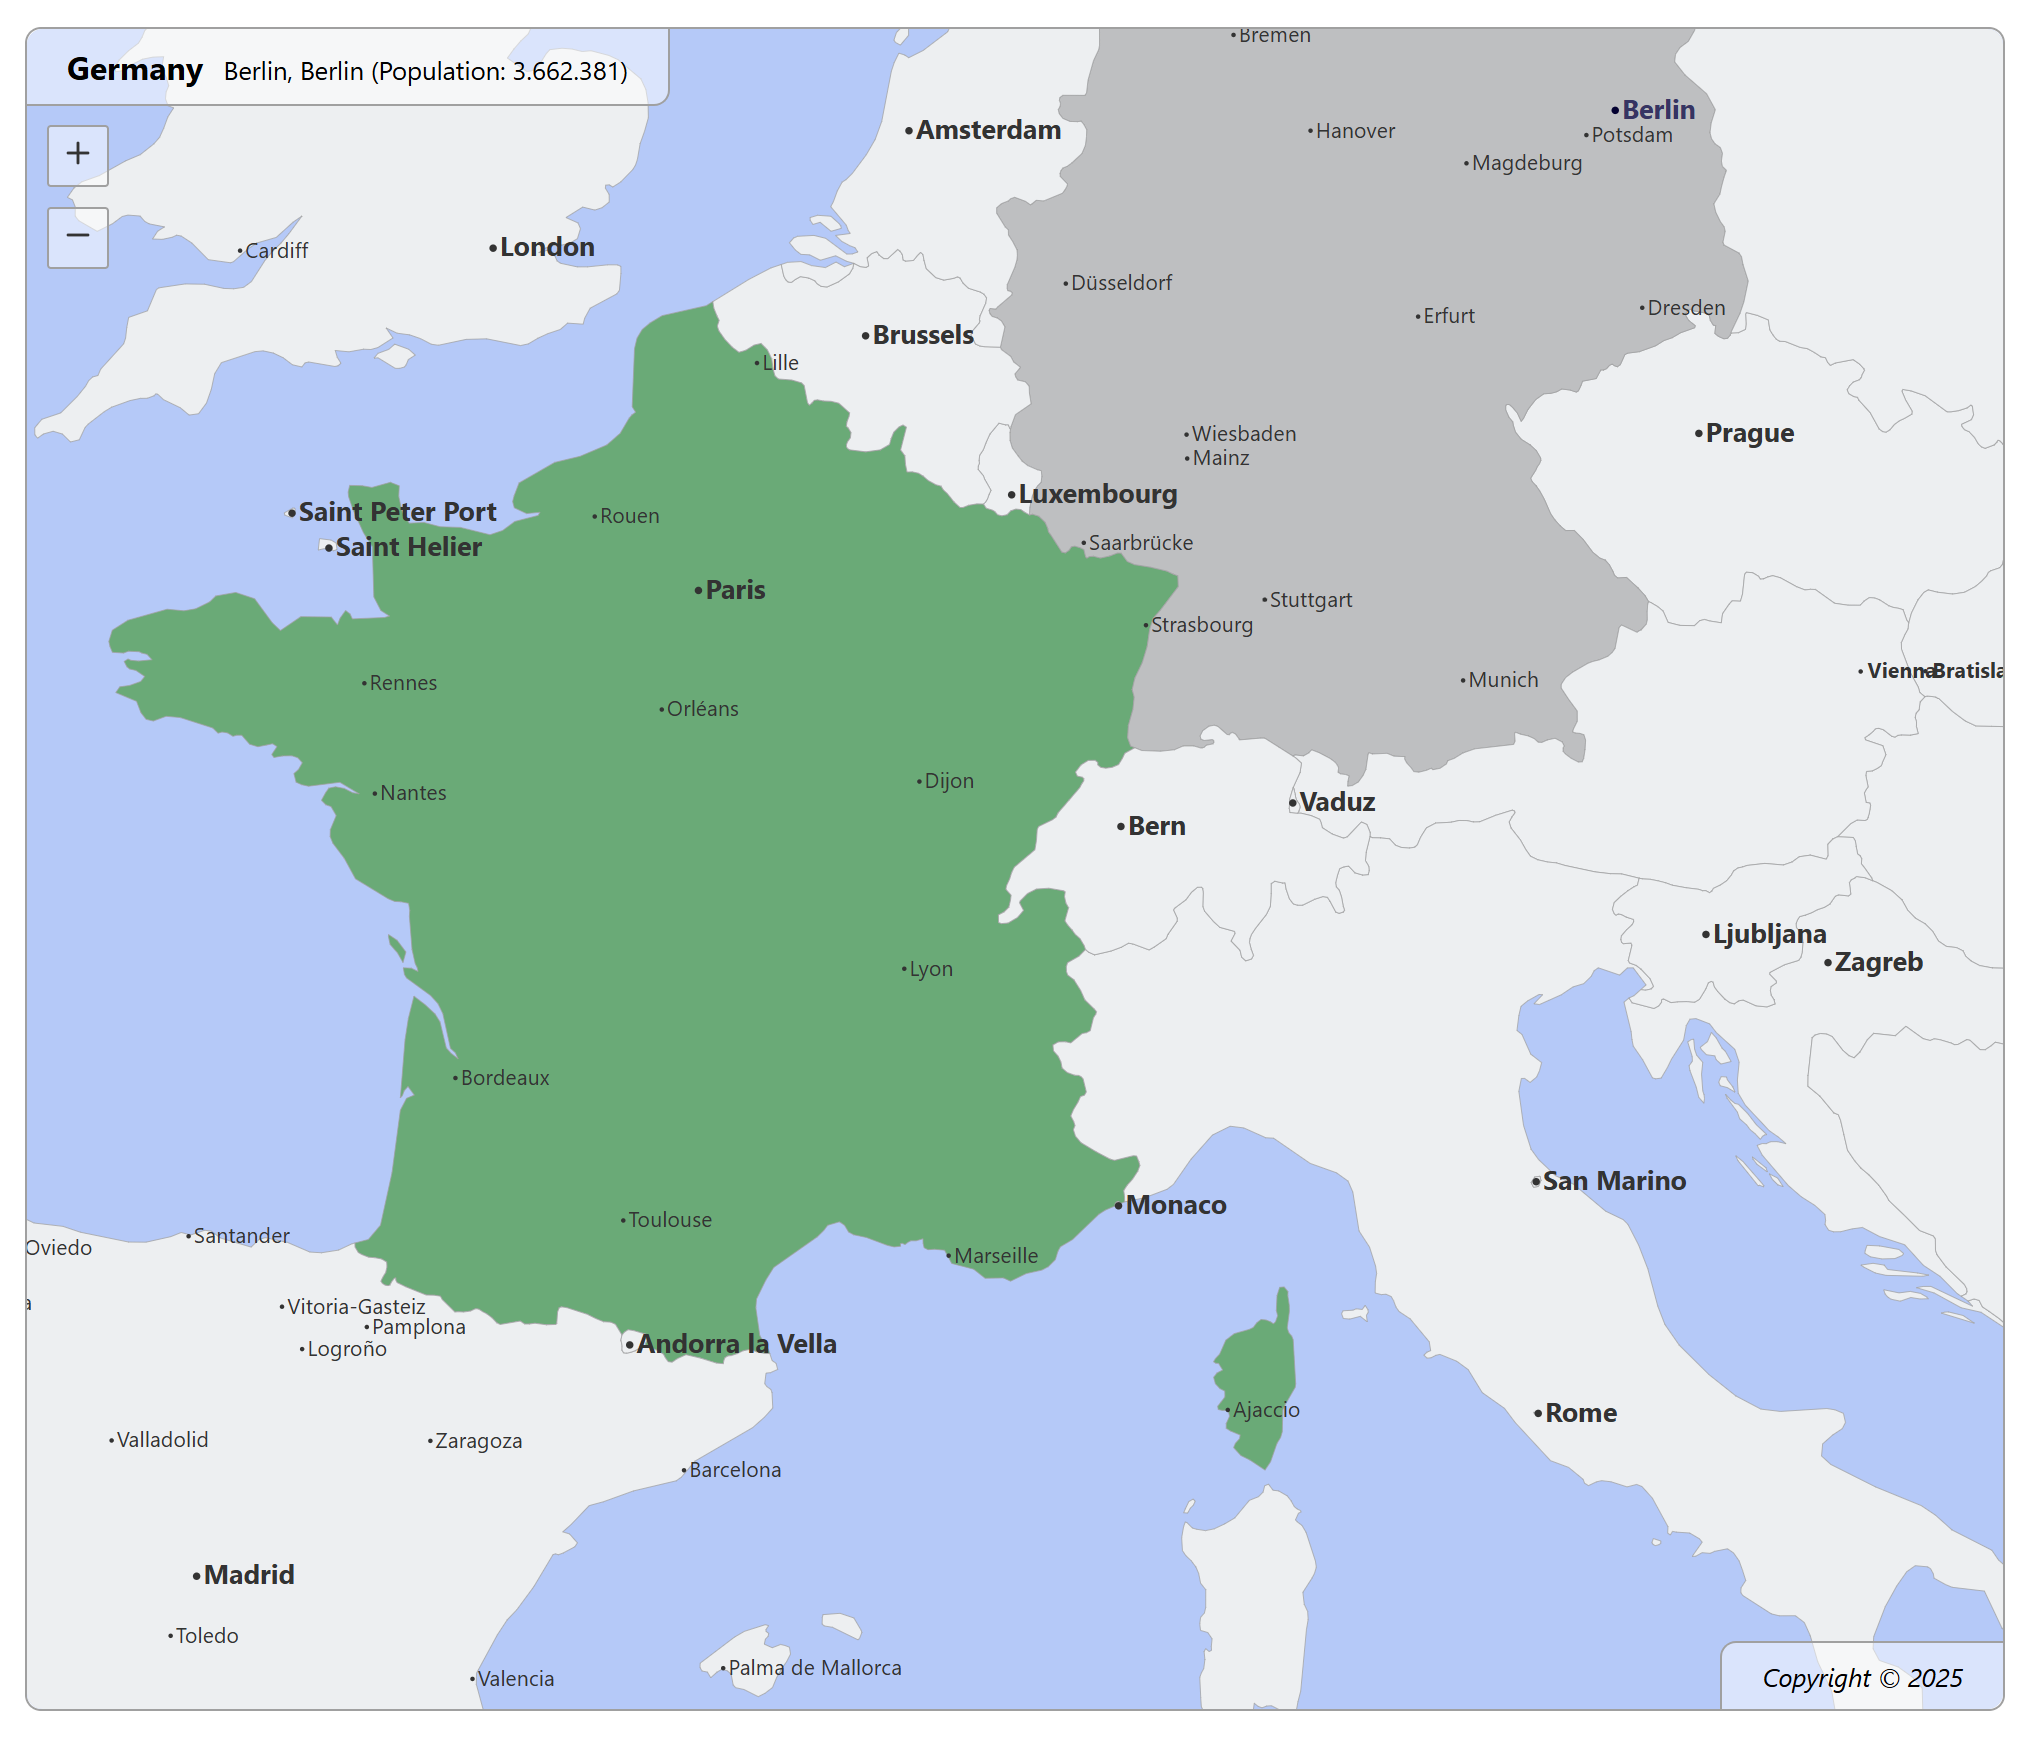 Bremen
Germany Berlin, Berlin (Population: 3.662.381)
Berlin
Amsterdam
Hanover
Potsdam
+
Magdeburg
−
Cardiff
London
Düsseldorf
Dresden
Erfurt
Brussels
Lille
Wiesbaden
Prague
Mainz
Luxembourg
Saint Peter Port
Rouen
Saint Helier
Saarbrücke
Paris
Stuttgart
Strasbourg
Vienna
Bratisla
Rennes
Munich
Orléans
Dijon
Nantes
Vaduz
Bern
Ljubljana
Zagreb
Lyon
Bordeaux
San Marino
Monaco
Toulouse
Santander
Oviedo
Marseille
a
Vitoria-Gasteiz
Pamplona
Logroño
Andorra la Vella
Ajaccio
Rome
Valladolid
Zaragoza
Barcelona
Madrid
Toledo
Palma de Mallorca
Valencia
Copyright © 2025